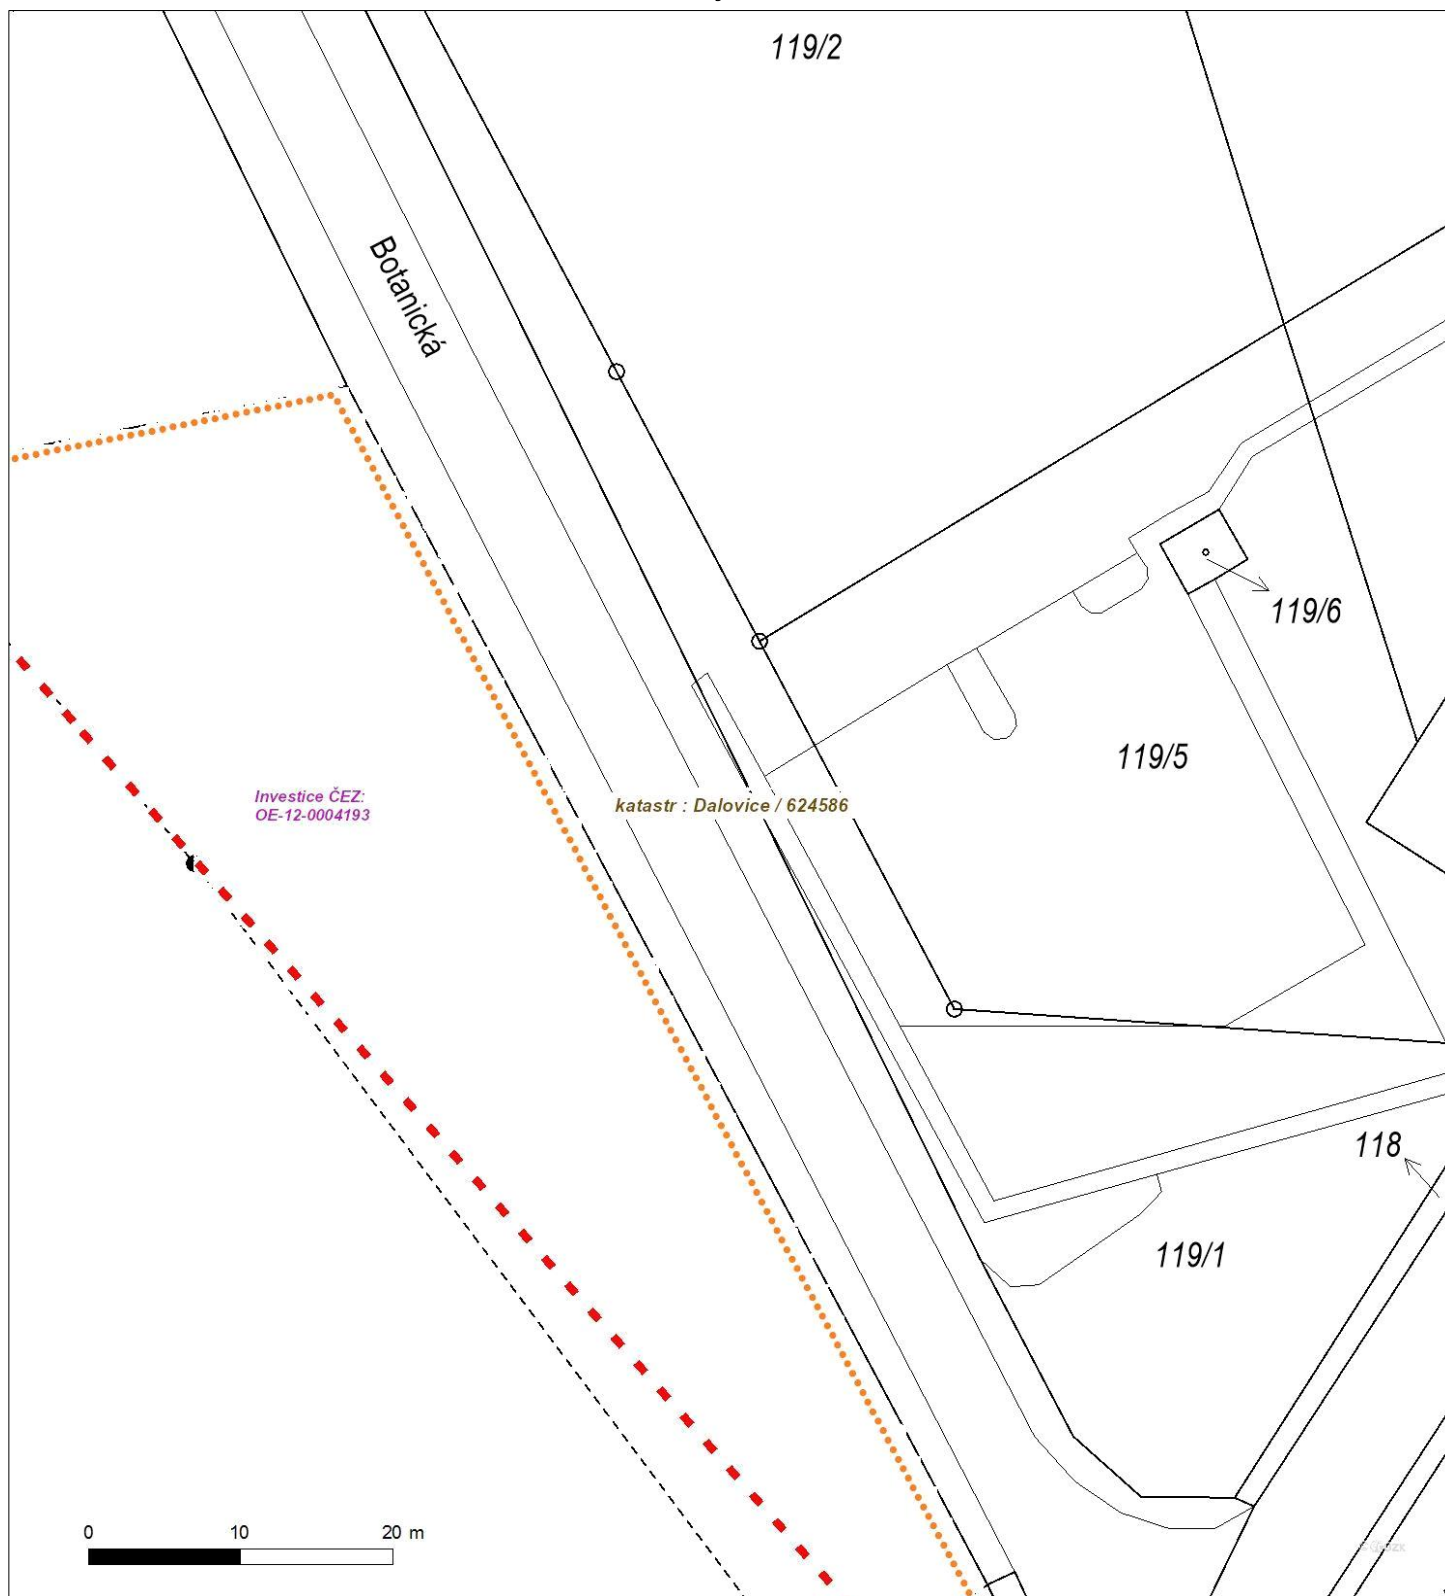 119/2
Botanická
119/6
119/5
Investice ČEZ:
OE-12-0004193
katastr : Dalovice / 624586
118
119/1
0 10 20 m